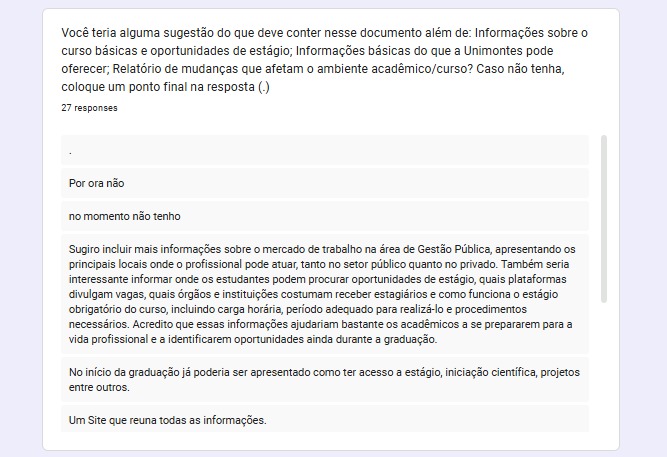 Você teria alguma sugestão do que deve conter nesse documento além de: Informações sobre o
curso básicas e oportunidades de estágio; Informações básicas do que a Unimontes pode
oferecer; Relatório de mudanças que afetam o ambiente acadêmico/curso? Caso não tenha,
coloque um ponto final na resposta (.)
27 responses
.
Por ora não
no momento não tenho
Sugiro incluir mais informações sobre o mercado de trabalho na área de Gestão Pública, apresentando os
principais locais onde o profissional pode atuar, tanto no setor público quanto no privado. Também seria
interessante informar onde os estudantes podem procurar oportunidades de estágio, quais plataformas
divulgam vagas, quais órgãos e instituições costumam receber estagiários e como funciona o estágio
obrigatório do curso, incluindo carga horária, período adequado para realizá-lo e procedimentos
necessários. Acredito que essas informações ajudariam bastante os acadêmicos a se prepararem para a
vida profissional e a identificarem oportunidades ainda durante a graduação.
No início da graduação já poderia ser apresentado como ter acesso a estágio, iniciação científica, projetos
entre outros.
Um Site que reuna todas as informações.